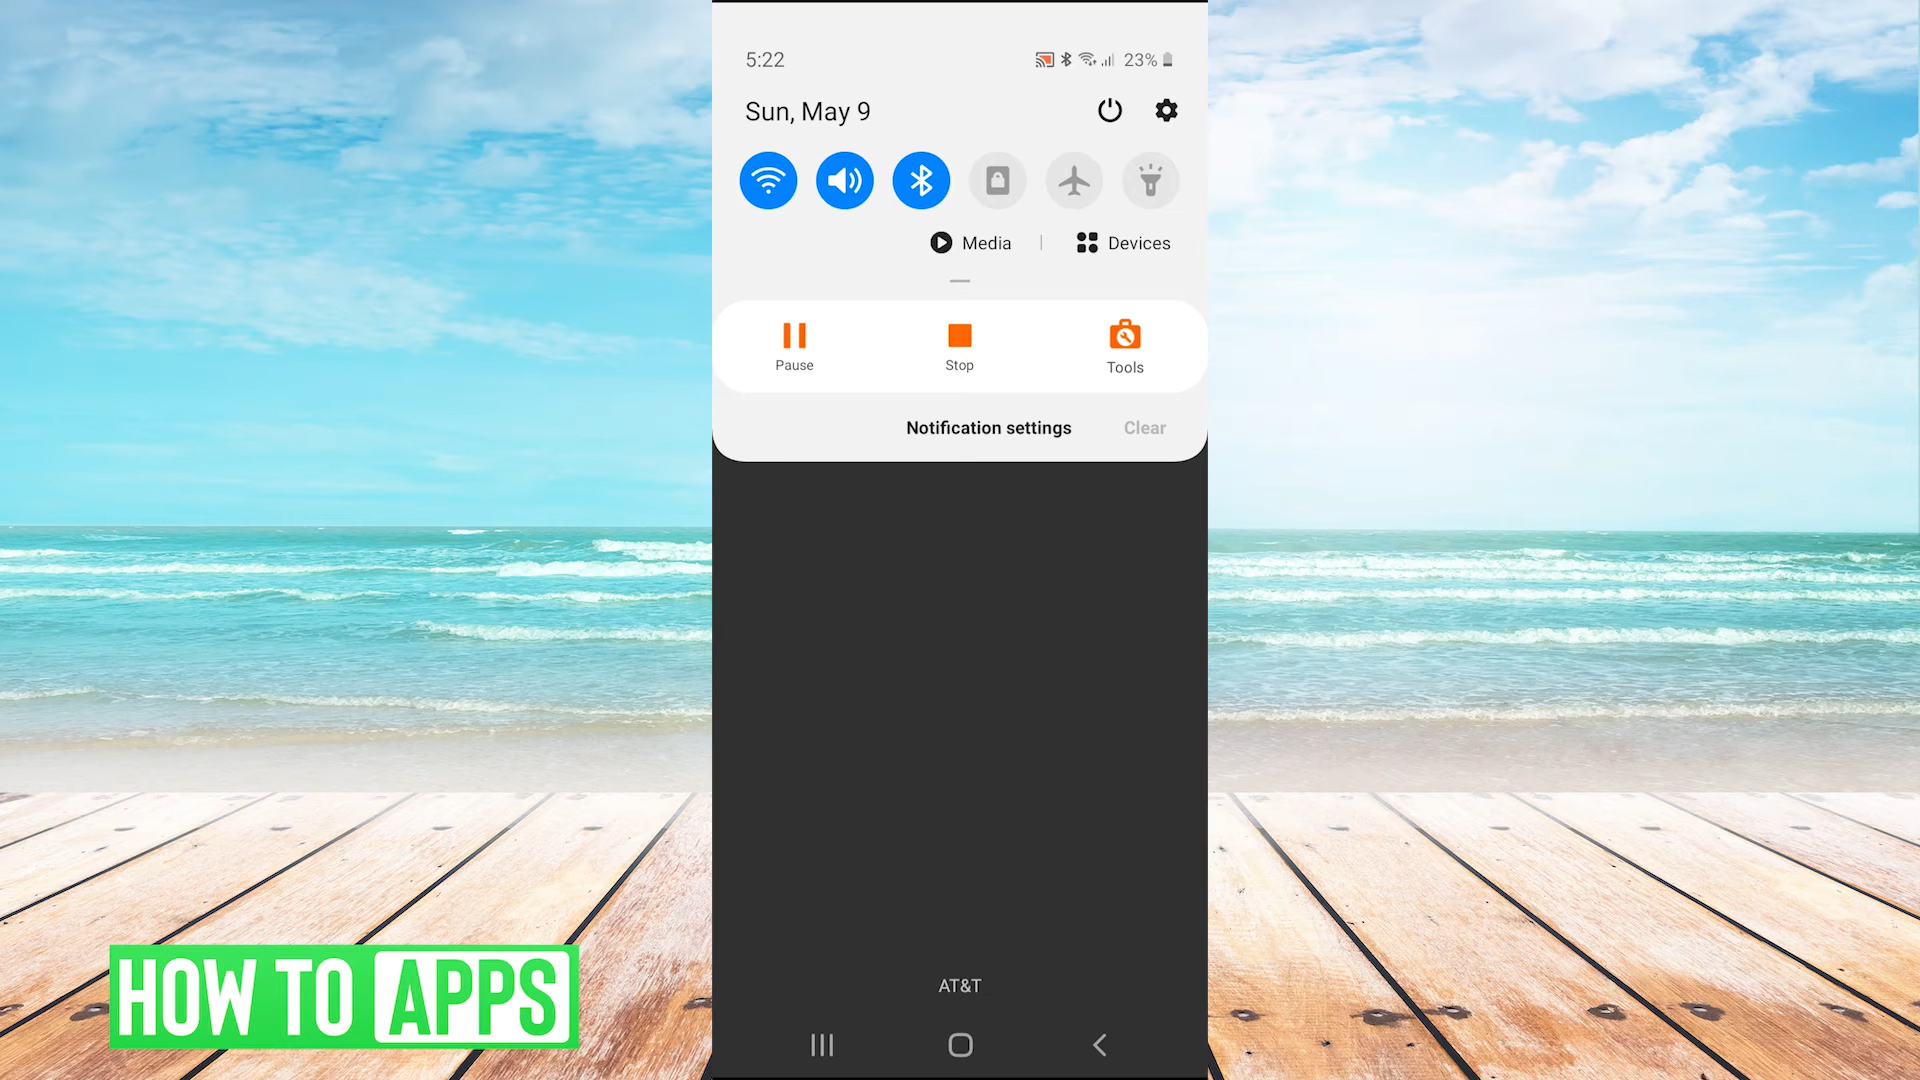 5:22
23%
Sun, May 9
Media | Devices
Pause
Stop
Tools
Notification settings
Clear
AT&T
HOW TO APPS